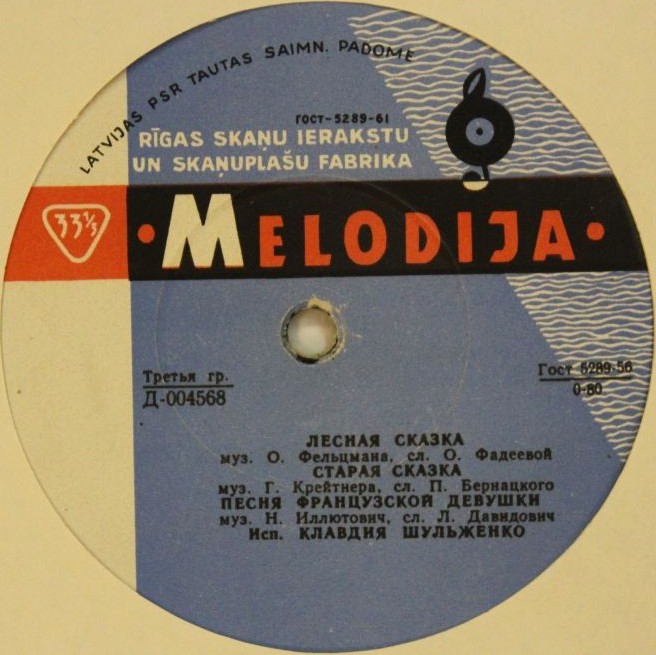 LATVIJAS PSR TAUTAS SAIMN. PADOME
ГОСТ-5289-61
RĪGAS SKAŅU IERAKSTU
UN SKAŅUPLAŠU FABRIKA
33⅓
•MELODIJA•
Третья гр.
Д-004568
Гост 5289-56
0-80
ЛЕСНАЯ СКАЗКА
муз. О. Фельцмана, сл. О. Фадеевой
СТАРАЯ СКАЗКА
муз. Г. Крейтнера, сл. П. Бернацкого
ПЕСНЯ ФРАНЦУЗСКОЙ ДЕВУШКИ
муз. Н. Иллютович, сл. Л. Давидович
Исп. КЛАВДИЯ ШУЛЬЖЕНКО